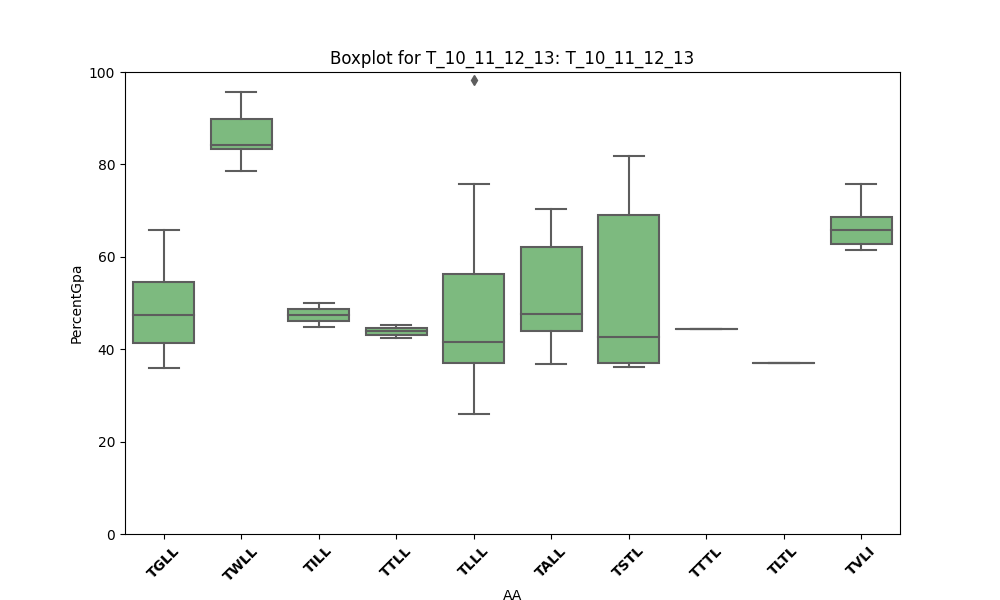 Boxplot for T_10_11_12_13: T_10_11_12_13
100
80
60
40
20
0
PercentGpa
TGLL TWLL TILL TTLL TLLL TALL TSTL TTTL TLTL TVLI
AA